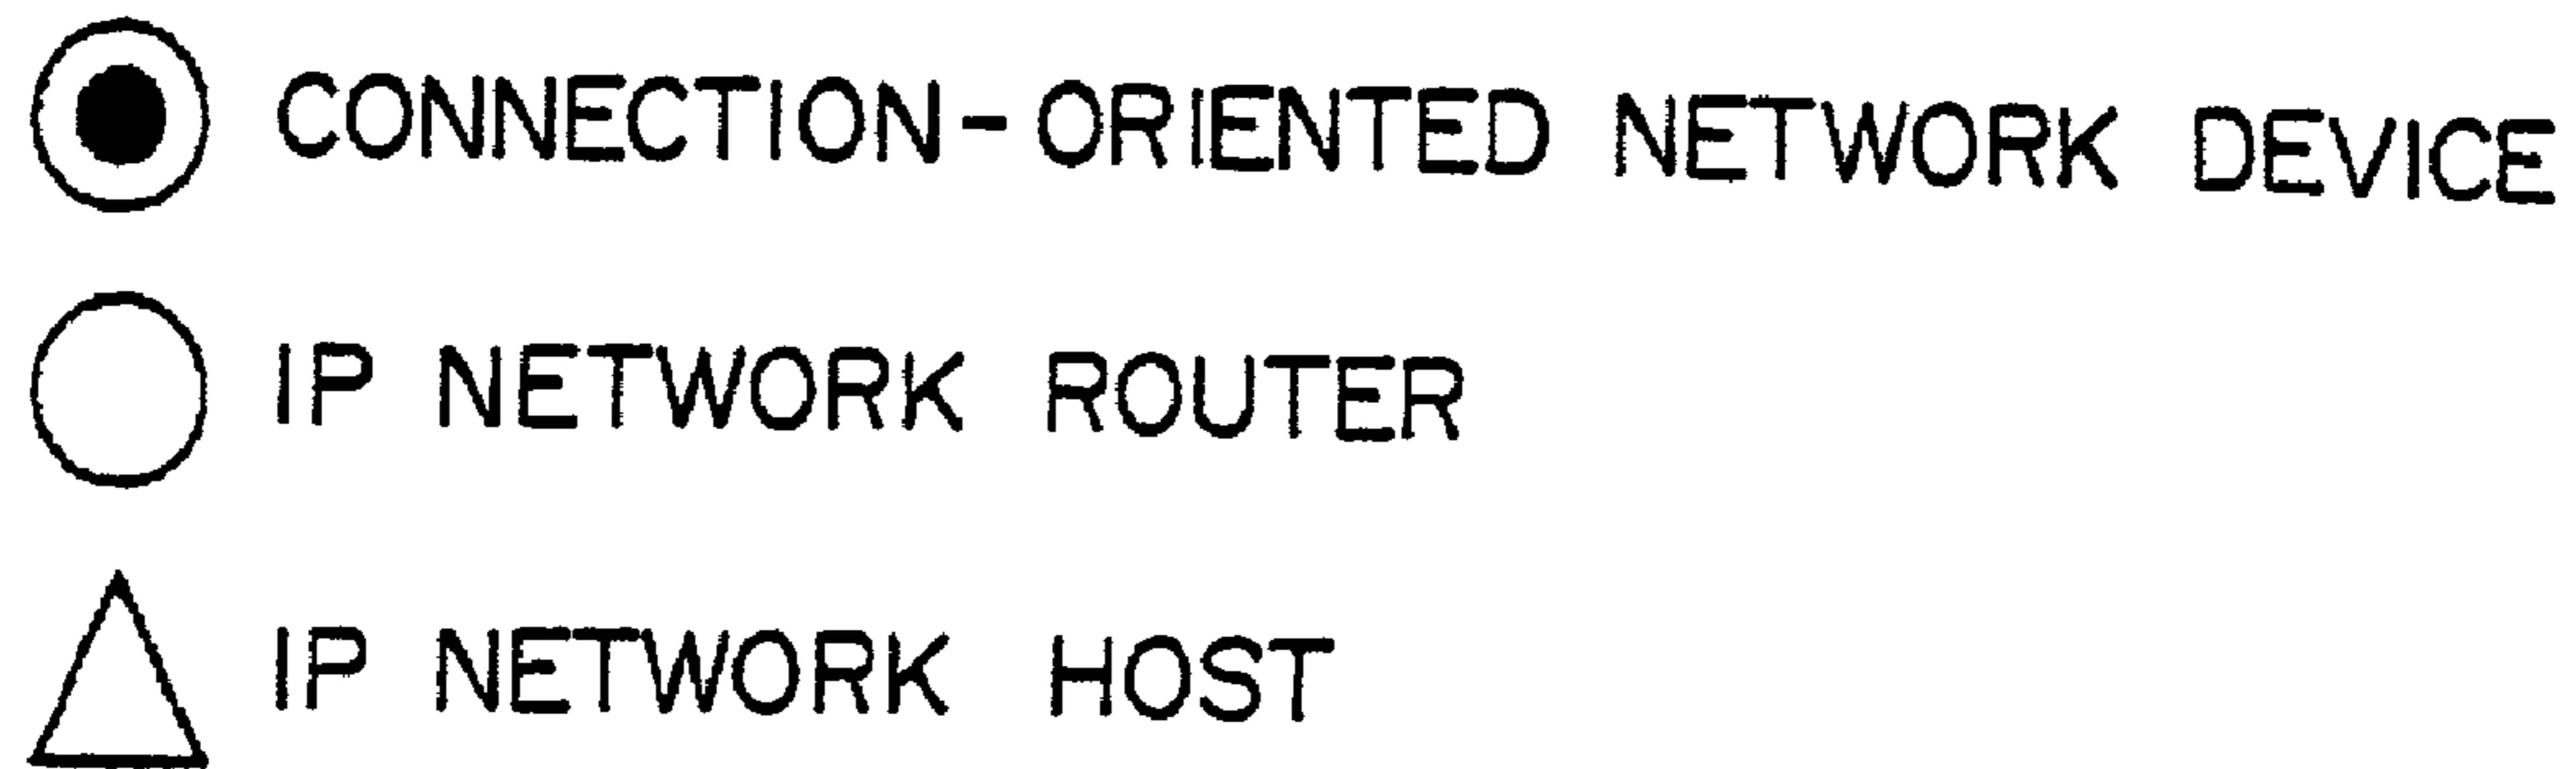 CONNECTION-ORIENTED NETWORK DEVICE
IP NETWORK ROUTER
IP NETWORK HOST